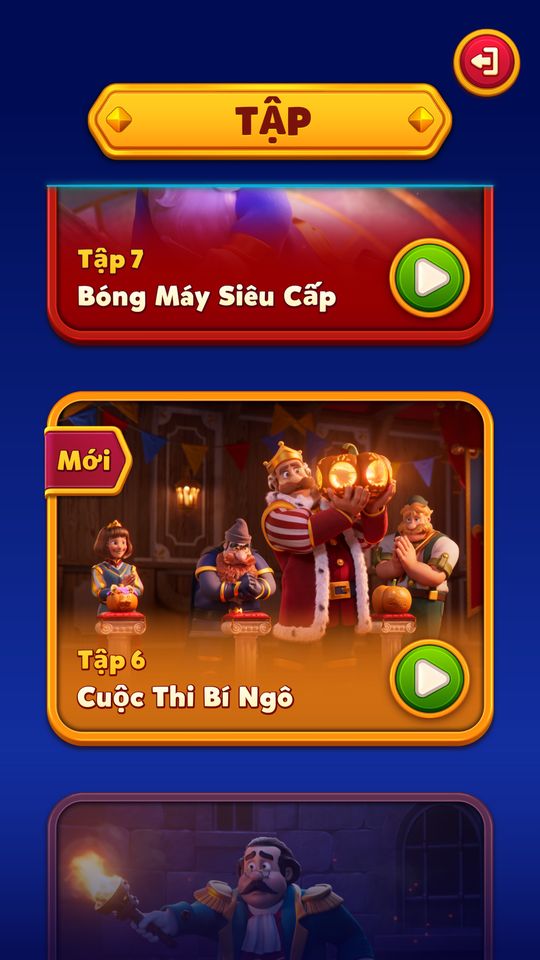 TẬP
Tập 7
Bóng Máy Siêu Cấp
Mới
Tập 6
Cuộc Thi Bí Ngô